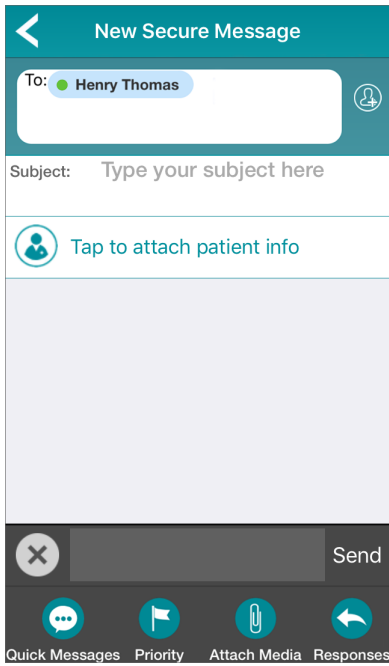 New Secure Message
To: Henry Thomas
Subject: Type your subject here
Tap to attach patient info
Send
Quick Messages Priority Attach Media Responses